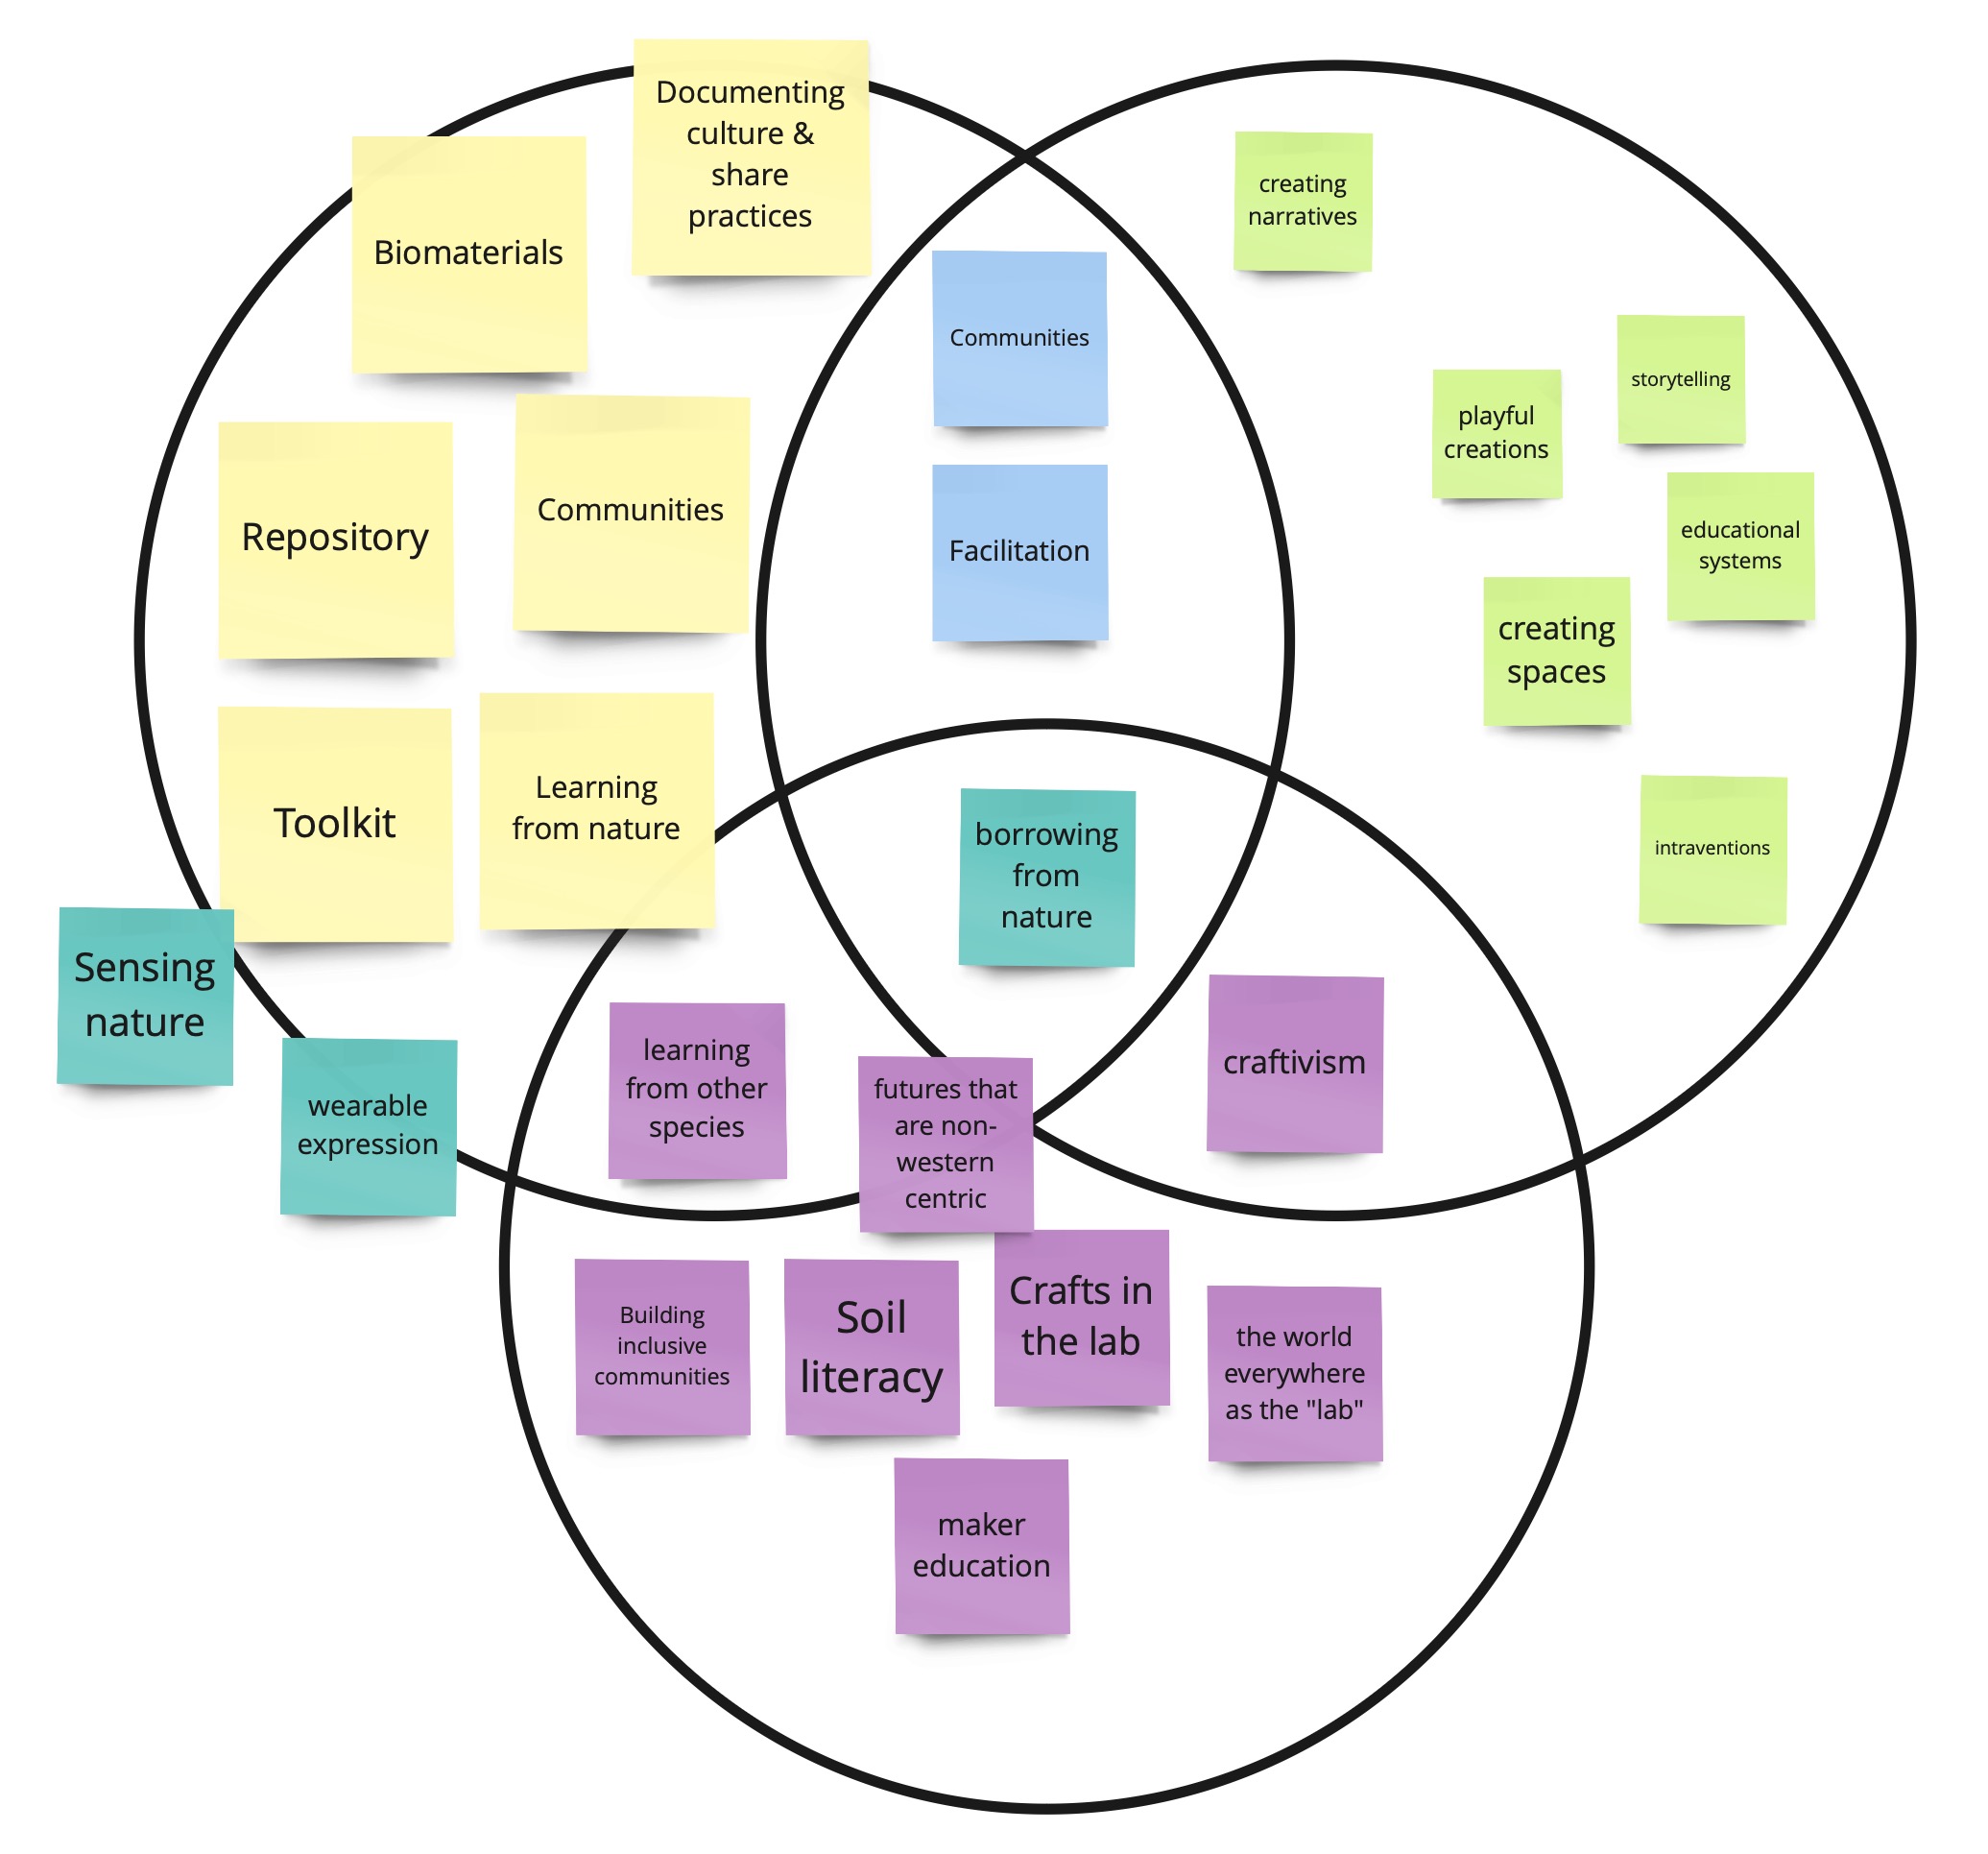 Documenting
culture &
share
practices
Biomaterials
creating
narratives
Communities
storytelling
playful
creations
Repository
Communities
Facilitation
educational
systems
creating
spaces
Toolkit
Learning
from nature
borrowing
from
nature
intraventions
Sensing
nature
wearable
expression
learning
from other
species
futures that
are non-
western
centric
craftivism
Building
inclusive
communities
Soil
literacy
Crafts in
the lab
the world
everywhere
as the "lab"
maker
education